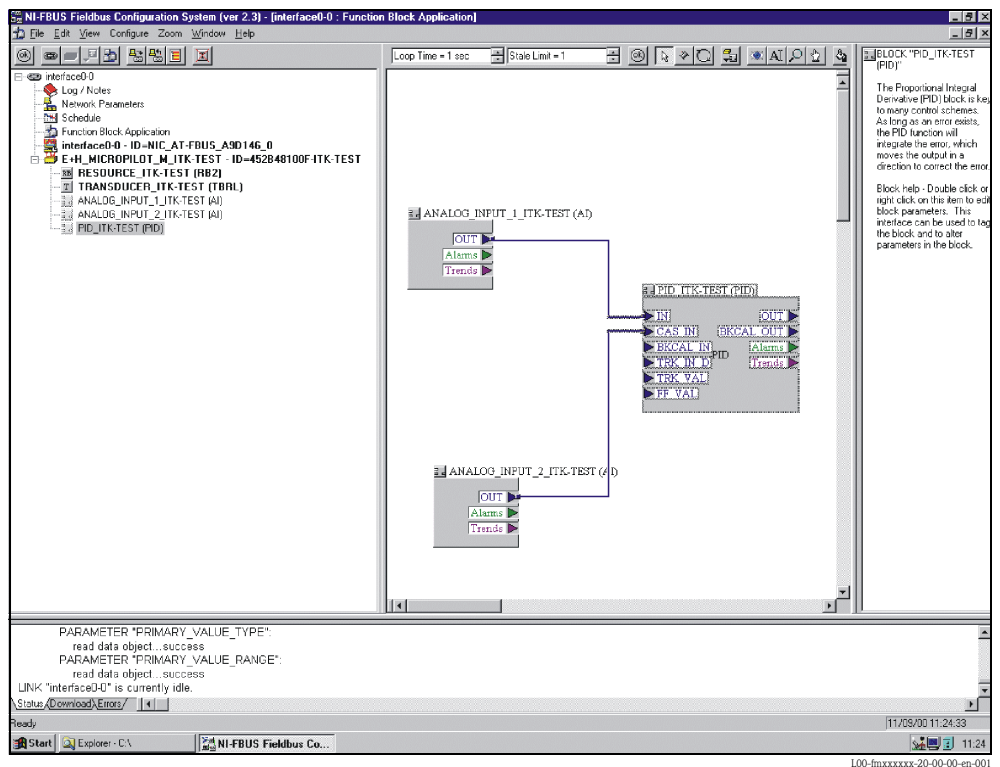 NI-FBUS Fieldbus Configuration System (ver 2.3) - [interface0-0 : Function Block Application]
File Edit View Configure Zoom Window Help
Loop Time = 1 sec Stale Limit = 1
interface0-0
Log / Notes
Network Parameters
Schedule
Function Block Application
interface0-0 - ID=NIC_AT-FBUS_A9D146_0
E+H_MICROPILOT_M_ITK-TEST - ID=452B48100F-ITK-TEST
RESOURCE_ITK-TEST (RB2)
TRANSDUCER_ITK-TEST (TBRL)
ANALOG_INPUT_1_ITK-TEST (AI)
ANALOG_INPUT_2_ITK-TEST (AI)
PID_ITK-TEST (PID)
ANALOG_INPUT_1_ITK-TEST (AI)
OUT
Alarms
Trends
PID_ITK-TEST (PID)
IN OUT
CAS_IN BKCAL_OUT
BKCAL_IN Alarms
PID
TRK_IN_D Trends
TRK_VAL
FF_VAL
ANALOG_INPUT_2_ITK-TEST (AI)
OUT
Alarms
Trends
BLOCK "PID_ITK-TEST
(PID)"
The Proportional Integral
Derivative (PID) block is key
to many control schemes.
As long as an error exists,
the PID function will
integrate the error, which
moves the output in a
direction to correct the error.
Block help - Double click or
right click on this item to edit
block parameters. This
interface can be used to tag
the block and to alter
parameters in the block.
PARAMETER "PRIMARY_VALUE_TYPE":
read data object...success
PARAMETER "PRIMARY_VALUE_RANGE":
read data object...success
LINK "interface0-0" is currently idle.
Status Download Errors
Ready 11/09/00 11:24:33
Start Explorer - C:\ NI-FBUS Fieldbus Co... 11:24
L00-fmxxxxxx-20-00-00-en-001